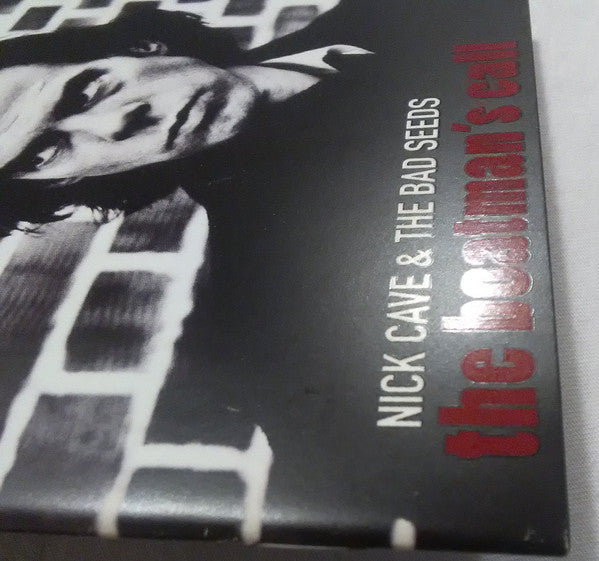 NICK CAVE & THE BAD SEEDS
the boatman's call